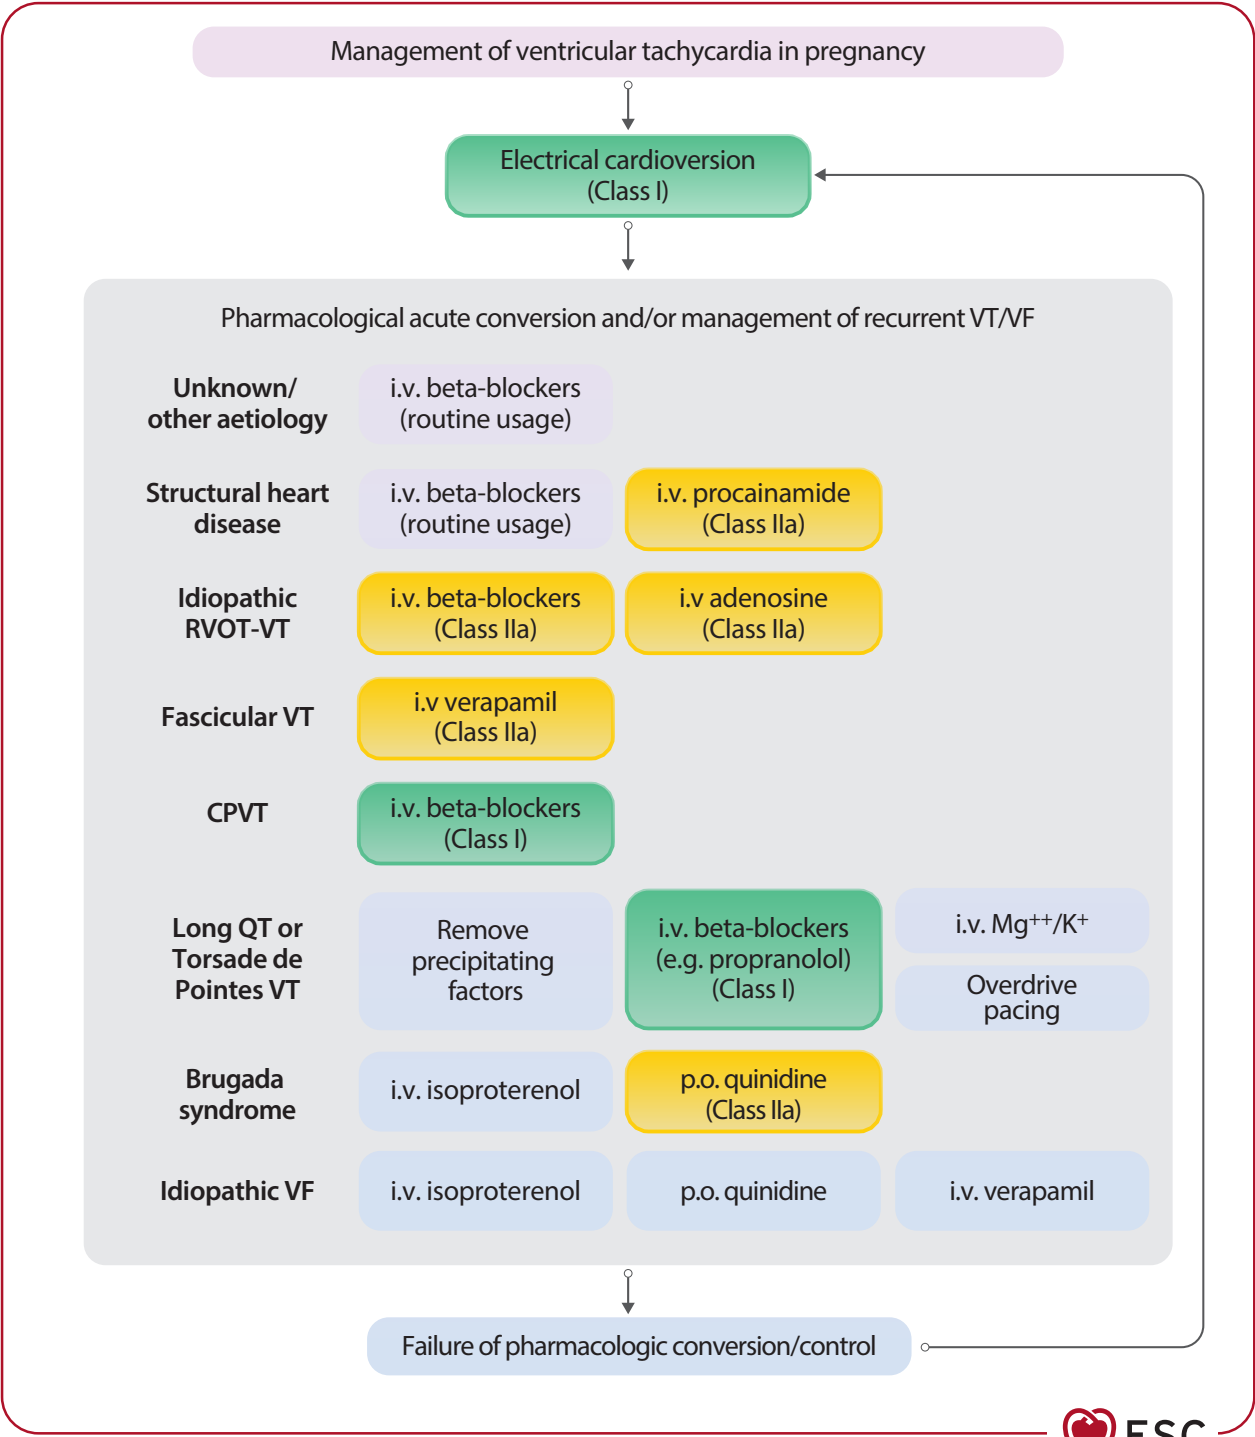 Management of ventricular tachycardia in pregnancy
Electrical cardioversion
(Class I)
Pharmacological acute conversion and/or management of recurrent VT/VF
Unknown/
other aetiology
i.v. beta-blockers
(routine usage)
Structural heart
disease
i.v. beta-blockers
(routine usage)
i.v. procainamide
(Class IIa)
Idiopathic
RVOT-VT
i.v. beta-blockers
(Class IIa)
i.v adenosine
(Class IIa)
Fascicular VT
i.v verapamil
(Class IIa)
CPVT
i.v. beta-blockers
(Class I)
Long QT or
Torsade de
Pointes VT
Remove
precipitating
factors
i.v. beta-blockers
(e.g. propranolol)
(Class I)
i.v. Mg⁺⁺/K⁺
Overdrive
pacing
Brugada
syndrome
i.v. isoproterenol
p.o. quinidine
(Class IIa)
Idiopathic VF
i.v. isoproterenol
p.o. quinidine
i.v. verapamil
Failure of pharmacologic conversion/control
ESC